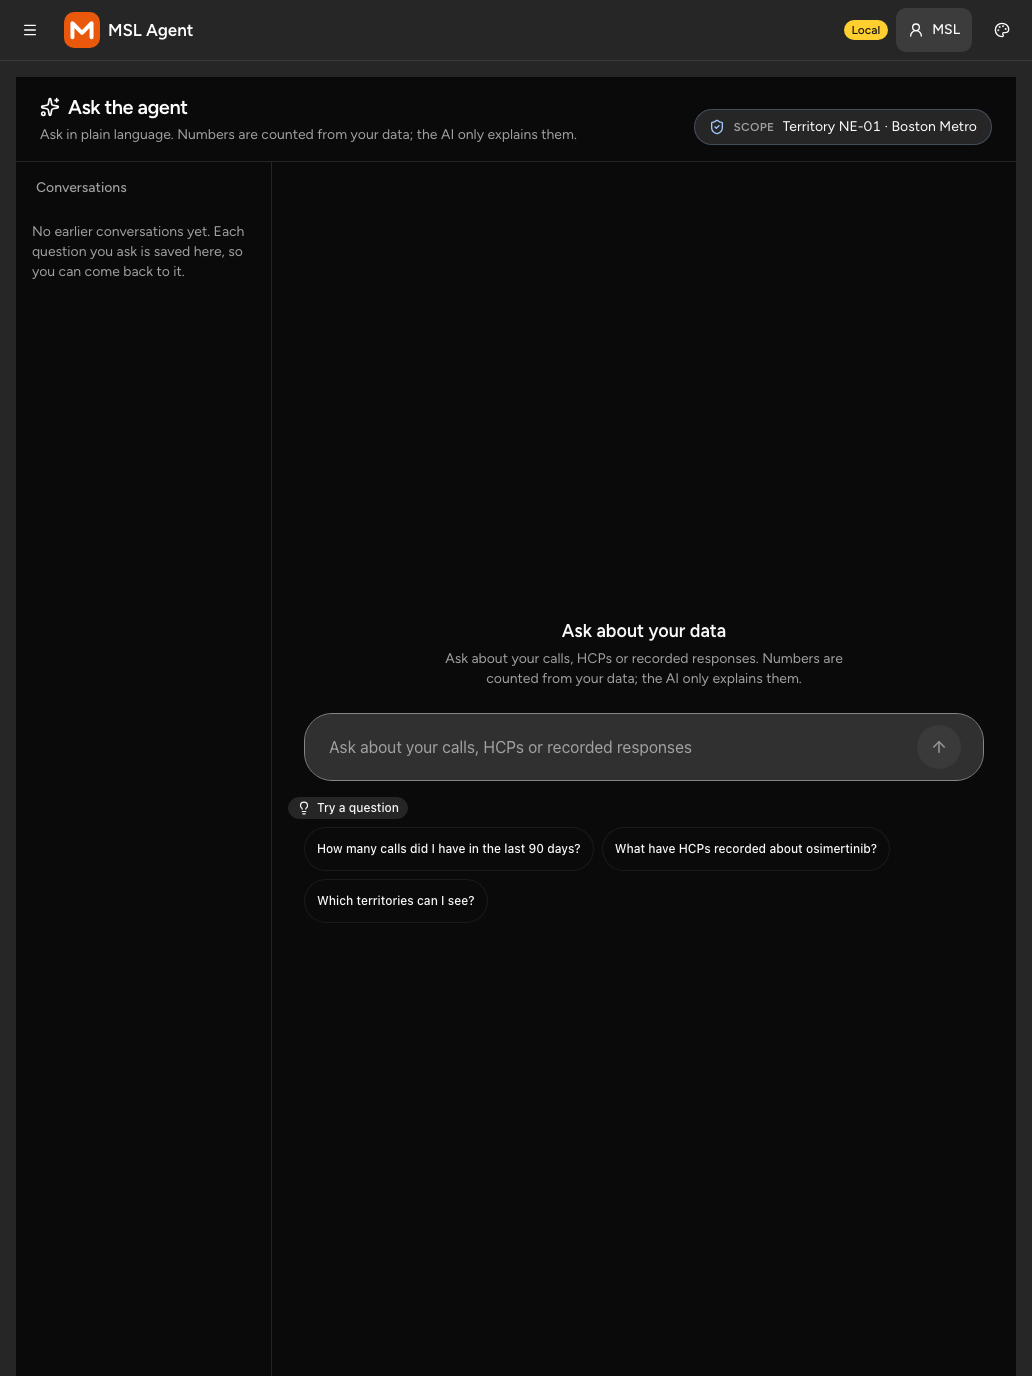 MSL Agent
Local
MSL
Ask the agent
Ask in plain language. Numbers are counted from your data; the AI only explains them.
SCOPE Territory NE-01 · Boston Metro
Conversations
No earlier conversations yet. Each
question you ask is saved here, so
you can come back to it.
Ask about your data
Ask about your calls, HCPs or recorded responses. Numbers are
counted from your data; the AI only explains them.
Ask about your calls, HCPs or recorded responses
Try a question
How many calls did I have in the last 90 days?
What have HCPs recorded about osimertinib?
Which territories can I see?